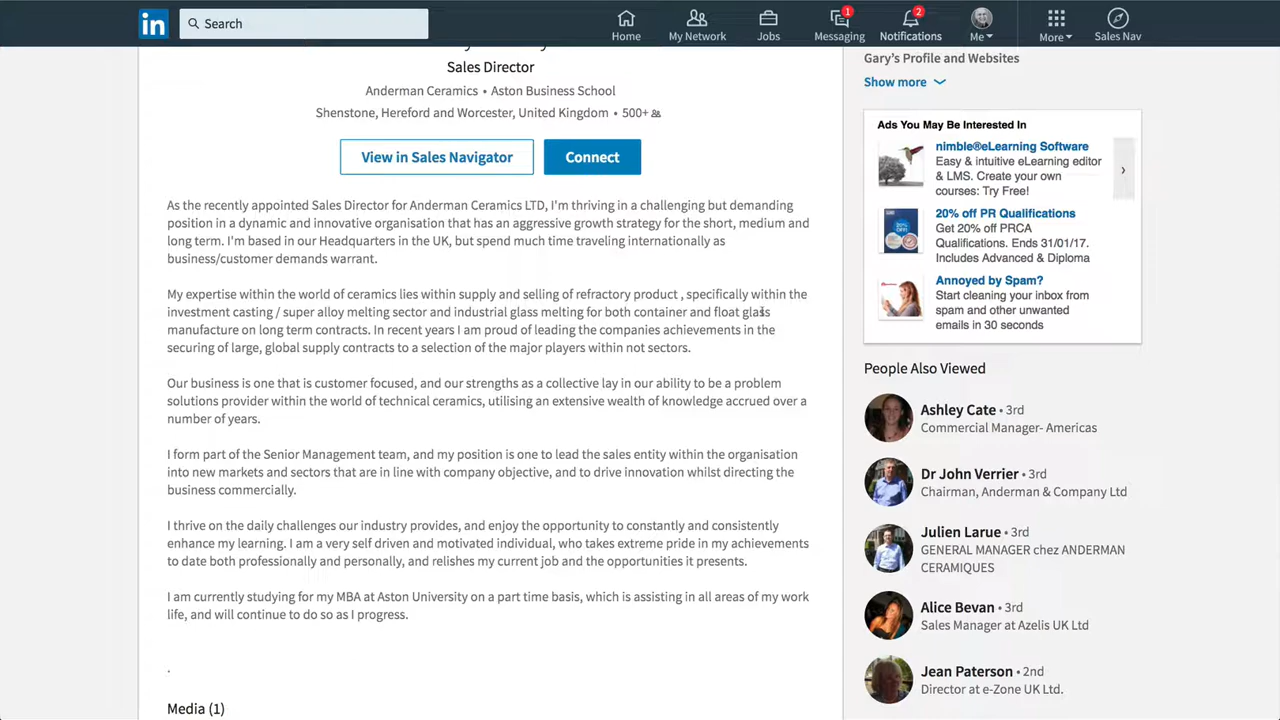 in
Search
Home
My Network
Jobs
1
Messaging
2
Notifications
Me
More
Sales Nav
Sales Director
Anderman Ceramics • Aston Business School
Shenstone, Hereford and Worcester, United Kingdom • 500+
View in Sales Navigator
Connect
As the recently appointed Sales Director for Anderman Ceramics LTD, I'm thriving in a challenging but demanding
position in a dynamic and innovative organisation that has an aggressive growth strategy for the short, medium and
long term. I'm based in our Headquarters in the UK, but spend much time traveling internationally as
business/customer demands warrant.
My expertise within the world of ceramics lies within supply and selling of refractory product , specifically within the
investment casting / super alloy melting sector and industrial glass melting for both container and float glass
manufacture on long term contracts. In recent years I am proud of leading the companies achievements in the
securing of large, global supply contracts to a selection of the major players within not sectors.
Our business is one that is customer focused, and our strengths as a collective lay in our ability to be a problem
solutions provider within the world of technical ceramics, utilising an extensive wealth of knowledge accrued over a
number of years.
I form part of the Senior Management team, and my position is one to lead the sales entity within the organisation
into new markets and sectors that are in line with company objective, and to drive innovation whilst directing the
business commercially.
I thrive on the daily challenges our industry provides, and enjoy the opportunity to constantly and consistently
enhance my learning. I am a very self driven and motivated individual, who takes extreme pride in my achievements
to date both professionally and personally, and relishes my current job and the opportunities it presents.
I am currently studying for my MBA at Aston University on a part time basis, which is assisting in all areas of my work
life, and will continue to do so as I progress.
.
Media (1)
Gary's Profile and Websites
Show more
Ads You May Be Interested In
nimble®eLearning Software
Easy & intuitive eLearning editor
& LMS. Create your own
courses: Try Free!
20% off PR Qualifications
Get 20% off PRCA
Qualifications. Ends 31/01/17.
Includes Advanced & Diploma
Annoyed by Spam?
Start cleaning your inbox from
spam and other unwanted
emails in 30 seconds
People Also Viewed
Ashley Cate • 3rd
Commercial Manager- Americas
Dr John Verrier • 3rd
Chairman, Anderman & Company Ltd
Julien Larue • 3rd
GENERAL MANAGER chez ANDERMAN
CERAMIQUES
Alice Bevan • 3rd
Sales Manager at Azelis UK Ltd
Jean Paterson • 2nd
Director at e-Zone UK Ltd.